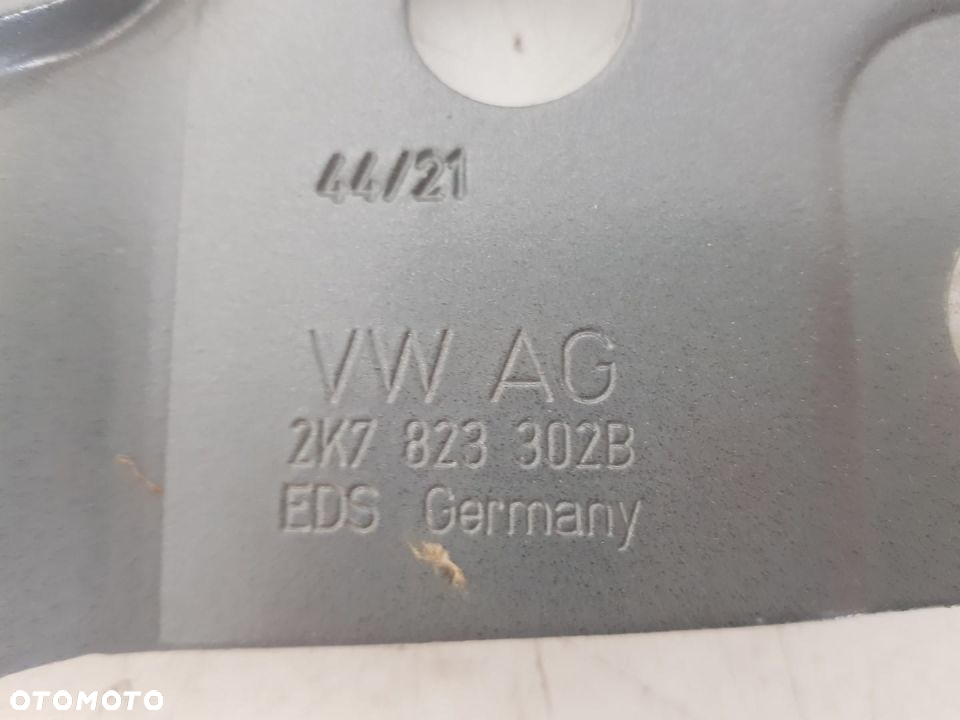 44/21
VW AG
2K7 823 302B
EDS Germany
OTOMOTO